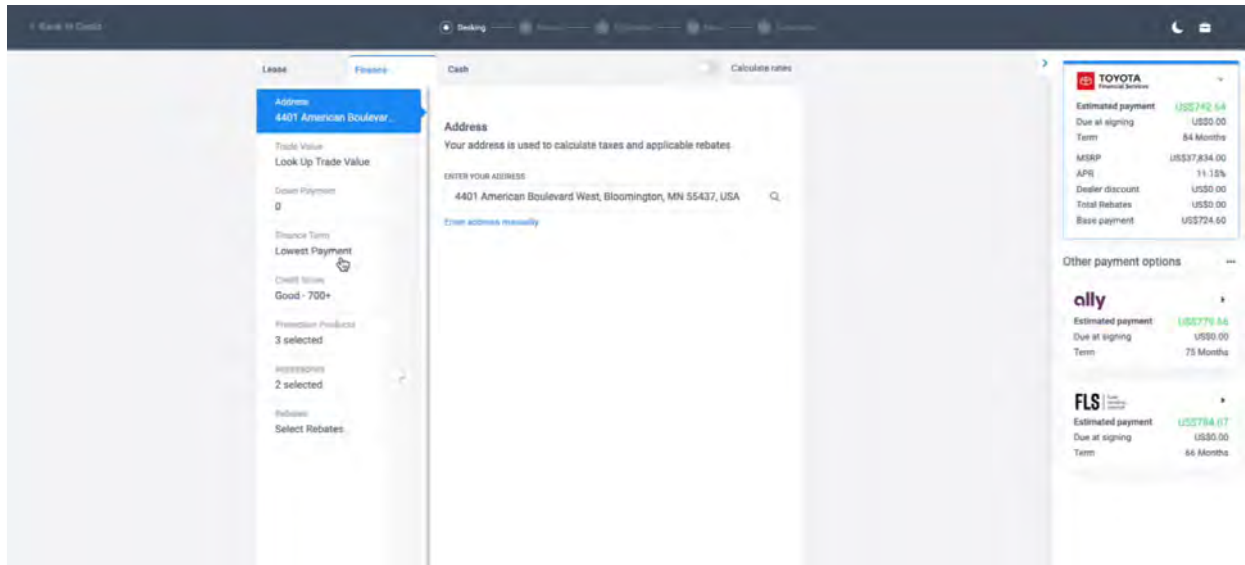 Back to
Desking
Lease Finance Cash Calculate rates
Address
4401 American Boulevar...
Trade Value
Look Up Trade Value
Down Payment
0
Finance Term
Lowest Payment
Credit Score
Good - 700+
Protection Products
3 selected
Accessories
2 selected
Rebates
Select Rebates
Address
Your address is used to calculate taxes and applicable rebates
ENTER YOUR ADDRESS
4401 American Boulevard West, Bloomington, MN 55437, USA
Enter address manually
TOYOTA
Financial Services
Estimated payment US$742.64
Due at signing US$0.00
Term 84 Months
MSRP US$37,834.00
APR 11.15%
Dealer discount US$0.00
Total Rebates US$0.00
Base payment US$724.60
Other payment options
ally
Estimated payment US$779.66
Due at signing US$0.00
Term 75 Months
FLS
Estimated payment US$784.67
Due at signing US$0.00
Term 66 Months